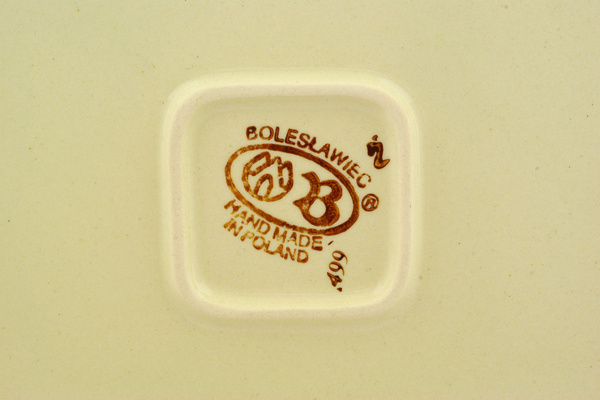 BOLESŁAWIEC ®
B
HAND MADE
IN POLAND
499